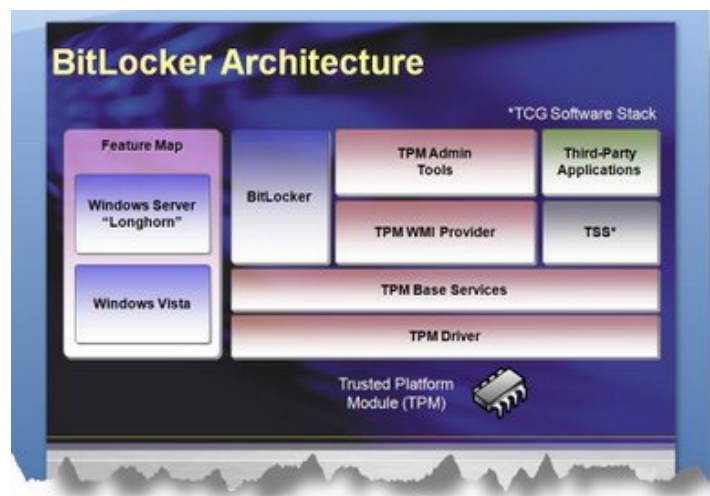 BitLocker Architecture
*TCG Software Stack
Feature Map
Windows Server
"Longhorn"
Windows Vista
BitLocker
TPM Admin
Tools
Third-Party
Applications
TPM WMI Provider
TSS*
TPM Base Services
TPM Driver
Trusted Platform
Module (TPM)